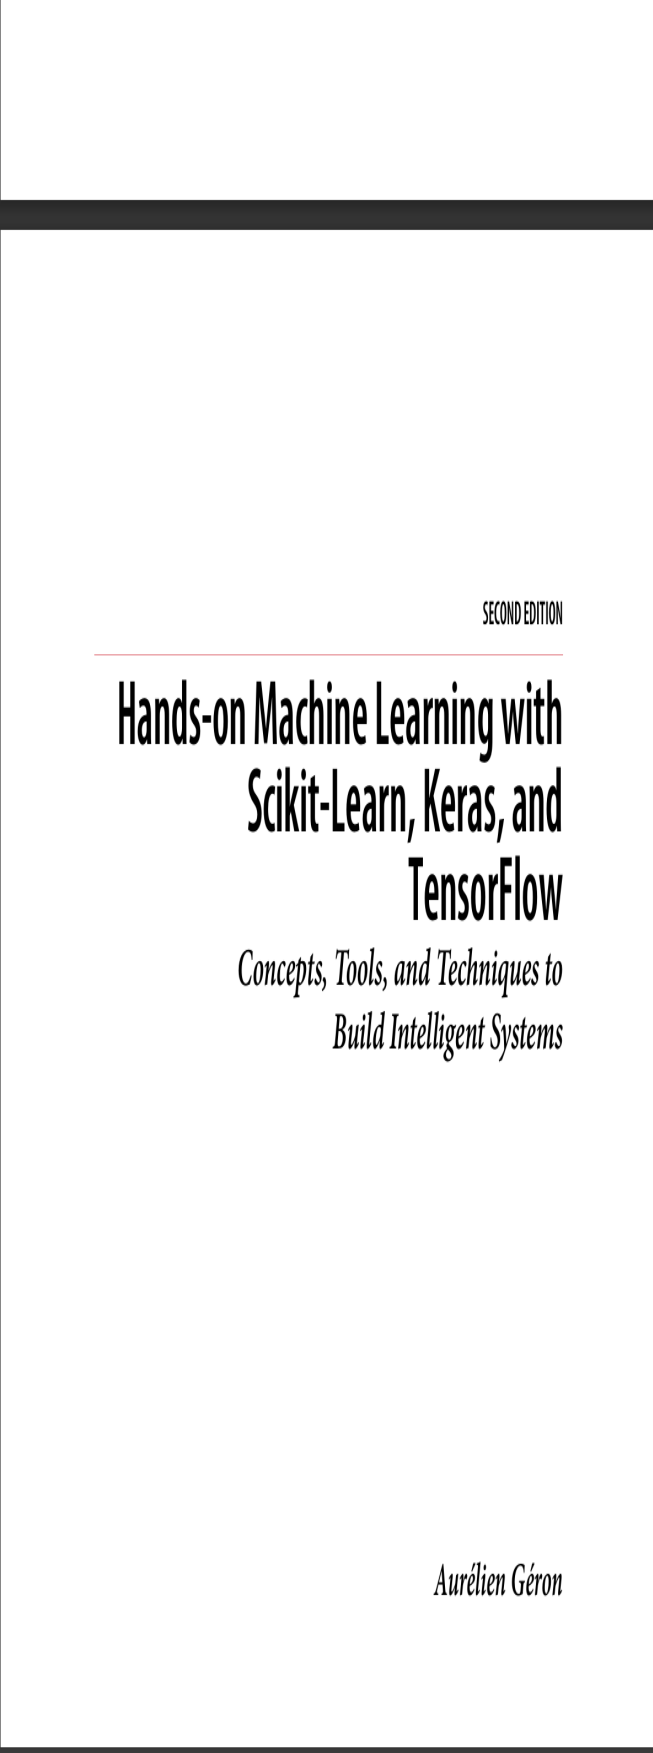 SECOND EDITION
Hands-on Machine Learning with
Scikit-Learn, Keras, and
TensorFlow
Concepts, Tools, and Techniques to
Build Intelligent Systems
Aurélien Géron